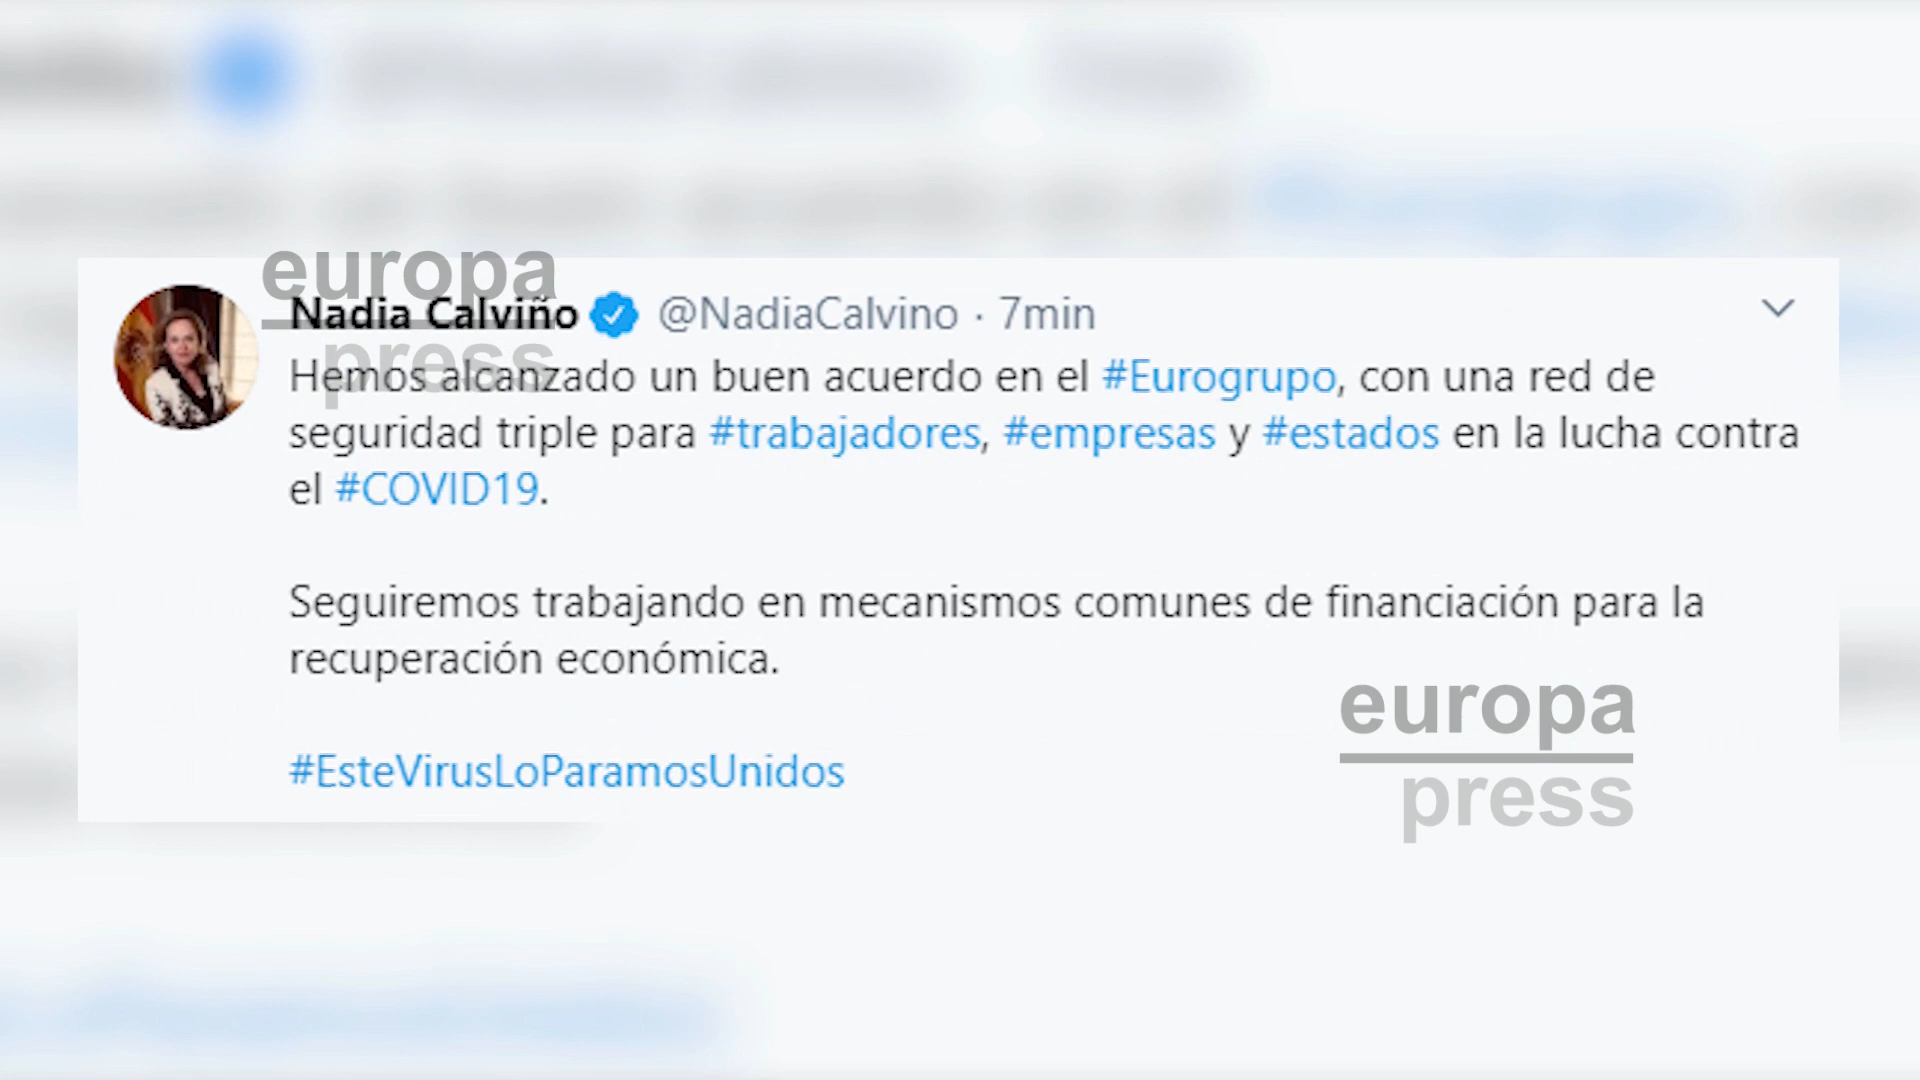 europa
press
Nadia Calviño @NadiaCalvino · 7min
Hemos alcanzado un buen acuerdo en el #Eurogrupo, con una red de
seguridad triple para #trabajadores, #empresas y #estados en la lucha contra
el #COVID19.
Seguiremos trabajando en mecanismos comunes de financiación para la
recuperación económica.
#EsteVirusLoParamosUnidos
europa
press